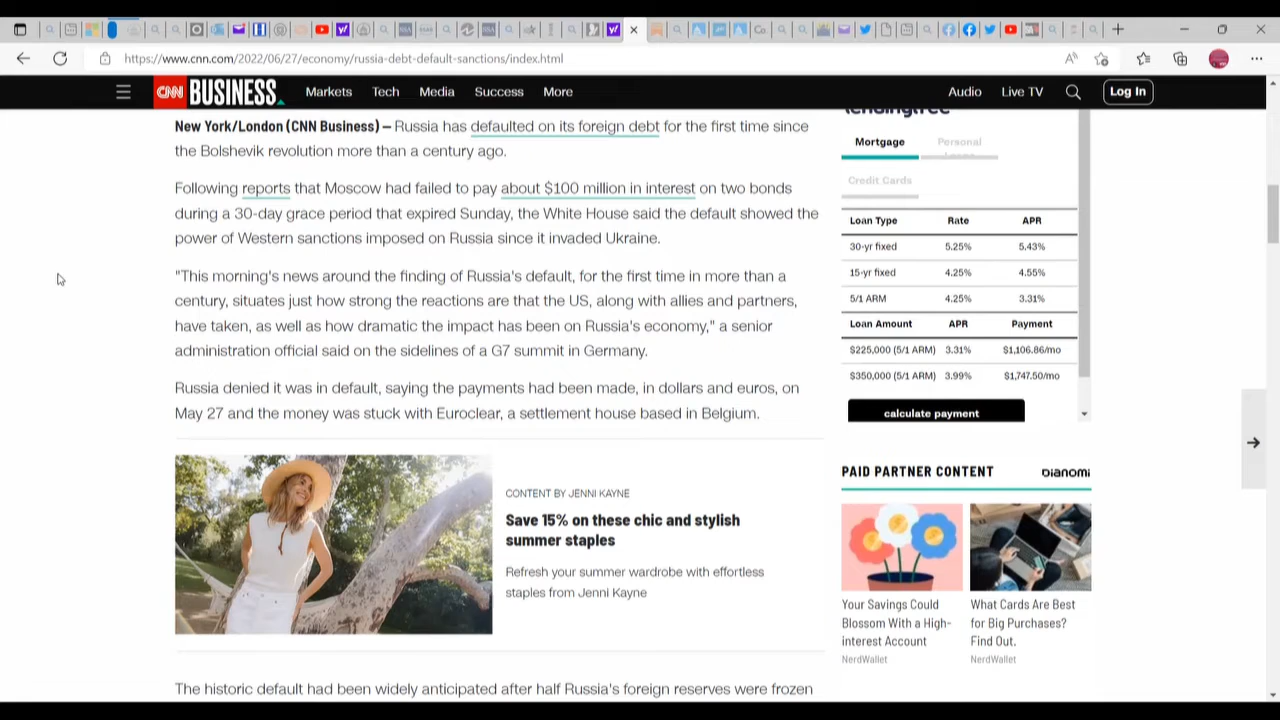 https://www.cnn.com/2022/06/27/economy/russia-debt-default-sanctions/index.html
CNN BUSINESS
Markets Tech Media Success More
Audio Live TV Log In
New York/London (CNN Business) — Russia has defaulted on its foreign debt for the first time since
the Bolshevik revolution more than a century ago.
Following reports that Moscow had failed to pay about $100 million in interest on two bonds
during a 30-day grace period that expired Sunday, the White House said the default showed the
power of Western sanctions imposed on Russia since it invaded Ukraine.
"This morning's news around the finding of Russia's default, for the first time in more than a
century, situates just how strong the reactions are that the US, along with allies and partners,
have taken, as well as how dramatic the impact has been on Russia's economy," a senior
administration official said on the sidelines of a G7 summit in Germany.
Russia denied it was in default, saying the payments had been made, in dollars and euros, on
May 27 and the money was stuck with Euroclear, a settlement house based in Belgium.
CONTENT BY JENNI KAYNE
Save 15% on these chic and stylish
summer staples
Refresh your summer wardrobe with effortless
staples from Jenni Kayne
The historic default had been widely anticipated after half Russia's foreign reserves were frozen
lendingtree
Mortgage Personal
Credit Cards
Loan Type Rate APR
30-yr fixed 5.25% 5.43%
15-yr fixed 4.25% 4.55%
5/1 ARM 4.25% 3.31%
Loan Amount APR Payment
$225,000 (5/1 ARM) 3.31% $1,106.86/mo
$350,000 (5/1 ARM) 3.99% $1,747.50/mo
calculate payment
PAID PARTNER CONTENT DIANOMI
Your Savings Could
Blossom With a High-
interest Account
NerdWallet
What Cards Are Best
for Big Purchases?
Find Out.
NerdWallet